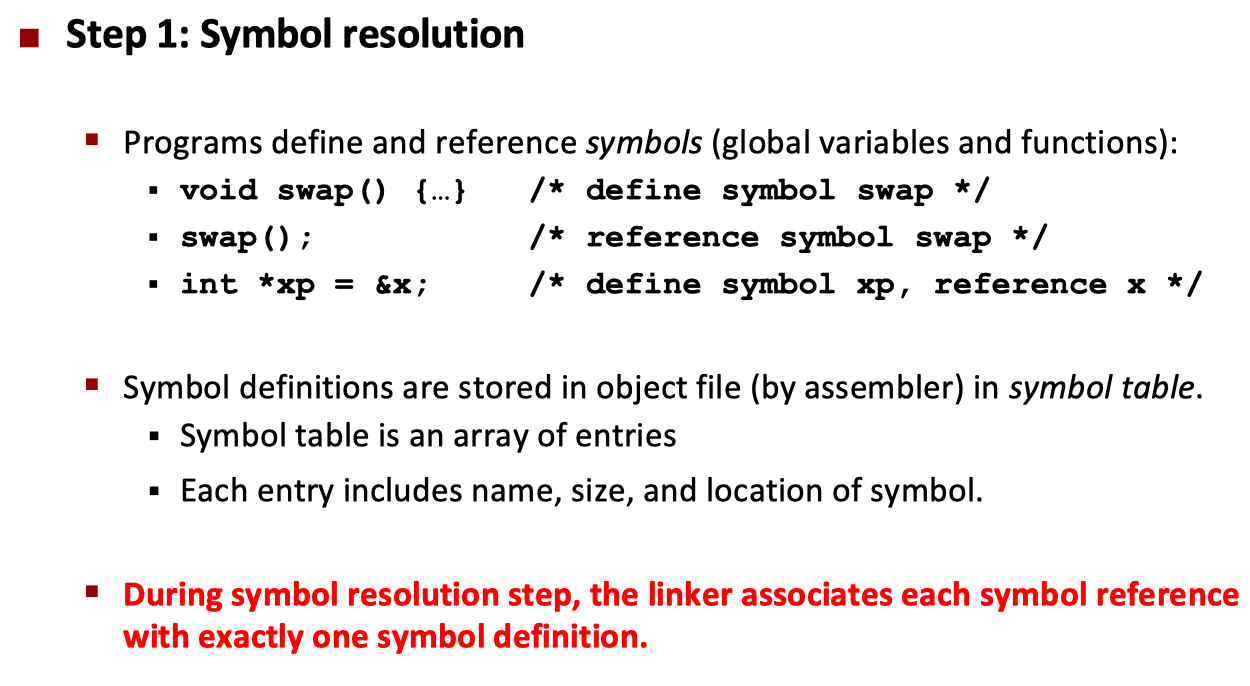 Step 1: Symbol resolution
Programs define and reference symbols (global variables and functions):
void swap() {…} /* define symbol swap */
swap(); /* reference symbol swap */
int *xp = &x; /* define symbol xp, reference x */
Symbol definitions are stored in object file (by assembler) in symbol table.
Symbol table is an array of entries
Each entry includes name, size, and location of symbol.
During symbol resolution step, the linker associates each symbol reference
with exactly one symbol definition.